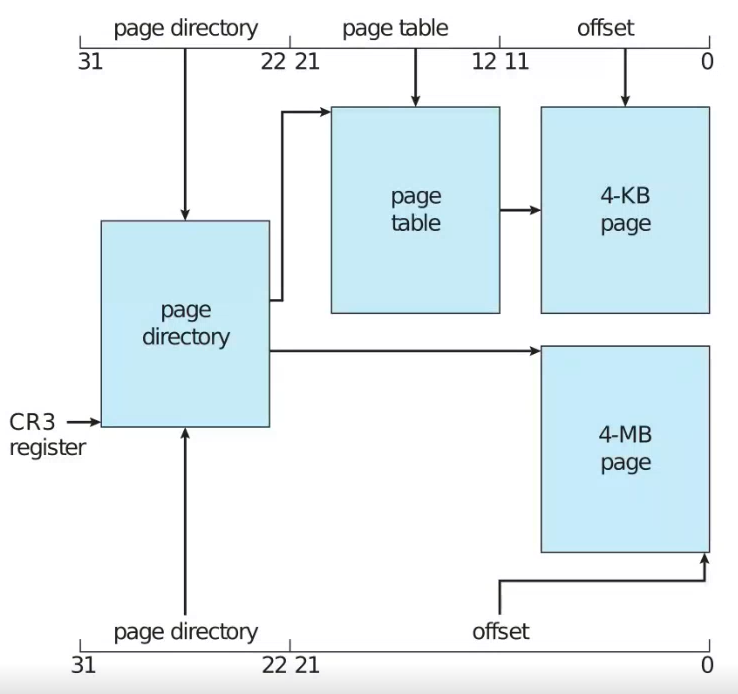 page directory page table offset
31 22 21 12 11 0
page
table
4-KB
page
page
directory
CR3
register
4-MB
page
page directory offset
31 22 21 0